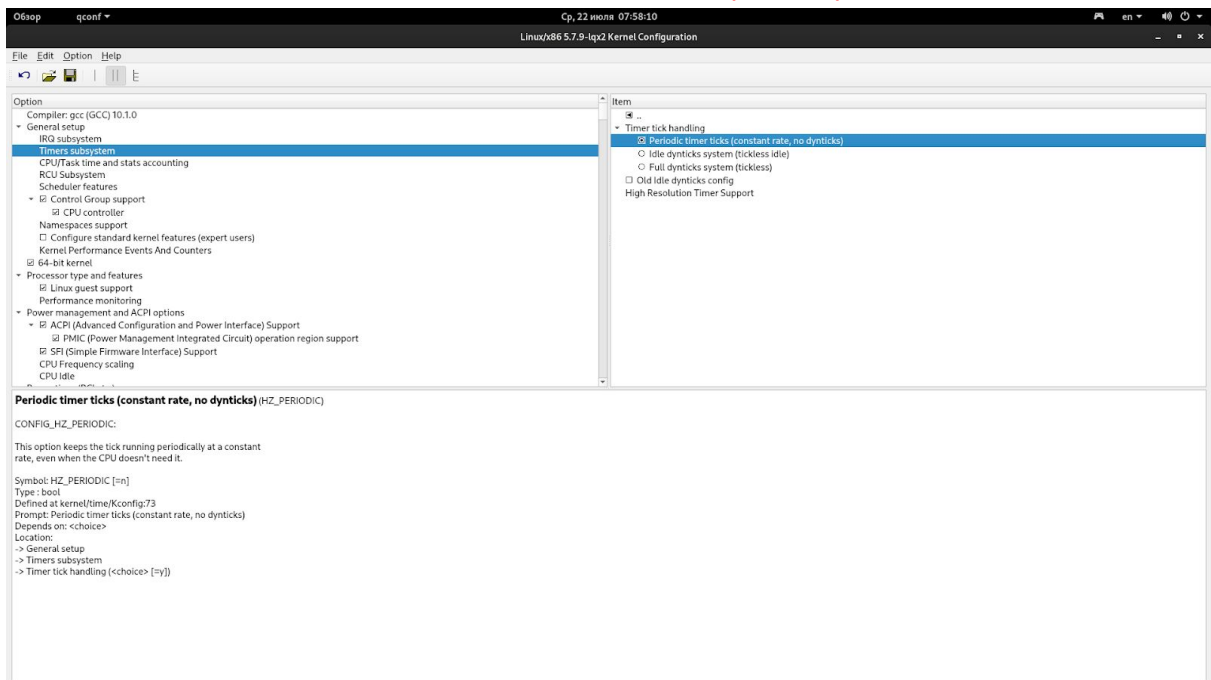 Обзор qconf Ср, 22 июля 07:58:10 en
Linux/x86 5.7.9-lqx2 Kernel Configuration
File Edit Option Help
Option
Compiler: gcc (GCC) 10.1.0
General setup
IRQ subsystem
Timers subsystem
CPU/Task time and stats accounting
RCU Subsystem
Scheduler features
Control Group support
CPU controller
Namespaces support
Configure standard kernel features (expert users)
Kernel Performance Events And Counters
64-bit kernel
Processor type and features
Linux guest support
Performance monitoring
Power management and ACPI options
ACPI (Advanced Configuration and Power Interface) Support
PMIC (Power Management Integrated Circuit) operation region support
SFI (Simple Firmware Interface) Support
CPU Frequency scaling
CPU Idle
Item
..
Timer tick handling
Periodic timer ticks (constant rate, no dynticks)
Idle dynticks system (tickless idle)
Full dynticks system (tickless)
Old Idle dynticks config
High Resolution Timer Support
Periodic timer ticks (constant rate, no dynticks) (HZ_PERIODIC)
CONFIG_HZ_PERIODIC:
This option keeps the tick running periodically at a constant
rate, even when the CPU doesn't need it.
Symbol: HZ_PERIODIC [=n]
Type : bool
Defined at kernel/time/Kconfig:73
Prompt: Periodic timer ticks (constant rate, no dynticks)
Depends on: <choice>
Location:
-> General setup
-> Timers subsystem
-> Timer tick handling (<choice> [=y])